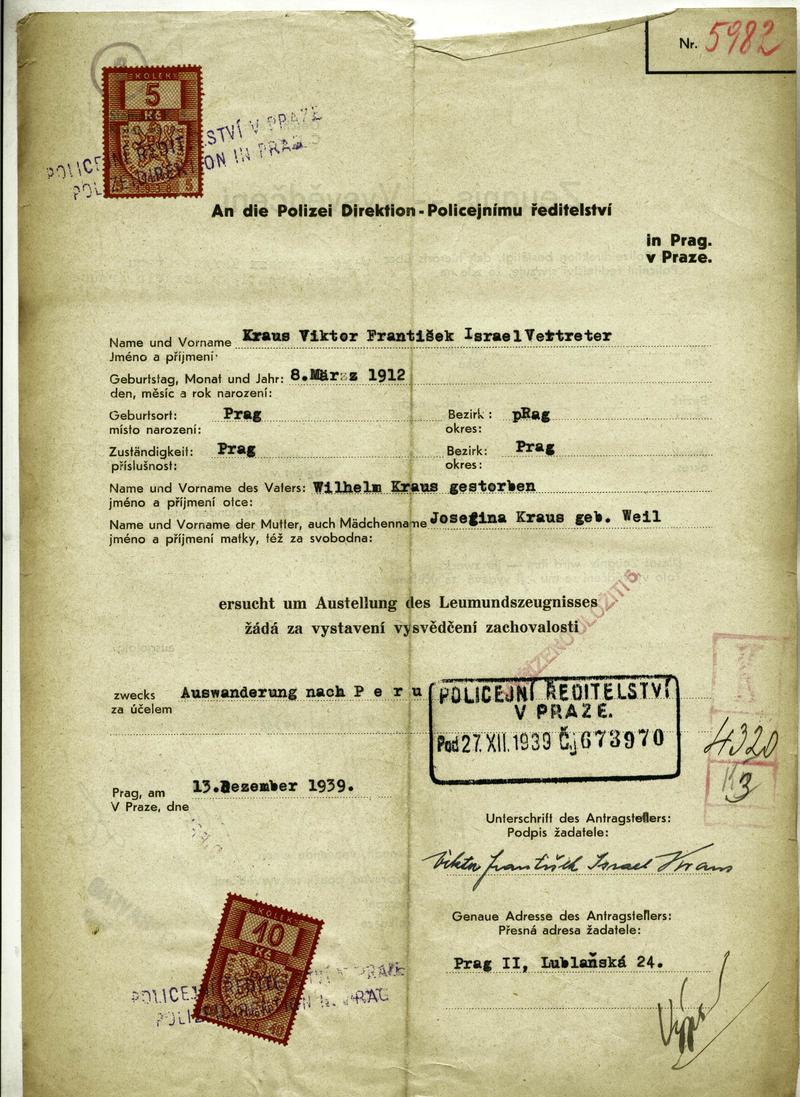 Nr. 5982
KOLEK
5
Kč
POLICEJNÍ ŘEDITELSTVÍ V PRAZE
POLIZEIDIREKTION IN PRAG
An die Polizei Direktion - Policejnímu ředitelství
in Prag.
v Praze.
Name und Vorname Kraus Viktor František Israel Vertreter
Jméno a příjmení
Geburtstag, Monat und Jahr: 8. März 1912
den, měsíc a rok narození:
Geburtsort: Prag Bezirk: pRag
místo narození: okres:
Zuständigkeit: Prag Bezirk: Prag
příslušnost: okres:
Name und Vorname des Vaters: Wilhelm Kraus gestorben
jméno a příjmení otce:
Name und Vorname der Mutter, auch Mädchenname Josefina Kraus geb. Weil
jméno a příjmení matky, též za svobodna:
ersucht um Austellung des Leumundszeugnisses
žádá za vystavení vysvědčení zachovalosti
zwecks Auswanderung nach P e r u
za účelem
POLICEJNÍ ŘEDITELSTVÍ
V PRAZE.
Pod 27.XII.1939 Čj 673970
4320
3
Prag, am 13.Dezember 1939.
V Praze, dne
Unterschrift des Antragstellers:
Podpis žadatele:
Viktor František Israel Kraus
Genaue Adresse des Antragstellers:
Přesná adresa žadatele:
Prag II, Lublaňská 24.
KOLEK
10
Kč
POLICEJNÍ ŘEDITELSTVÍ V PRAZE
POLIZEIDIREKTION IN PRAG